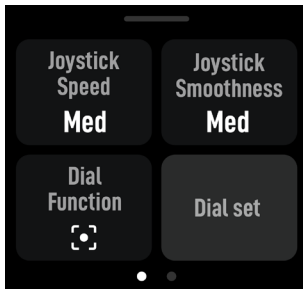 Joystick
Speed
Med
Joystick
Smoothness
Med
Dial
Function
Dial set